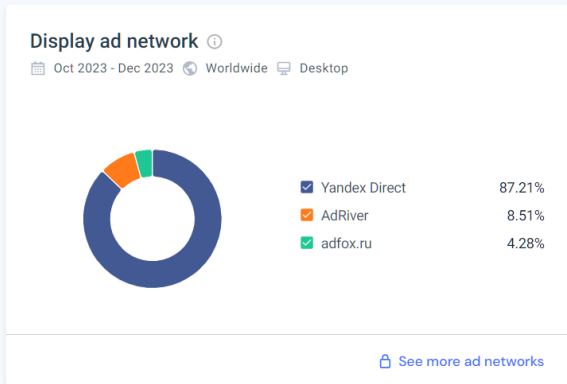 Display ad network
Oct 2023 - Dec 2023 Worldwide Desktop
Yandex Direct 87.21%
AdRiver 8.51%
adfox.ru 4.28%
See more ad networks